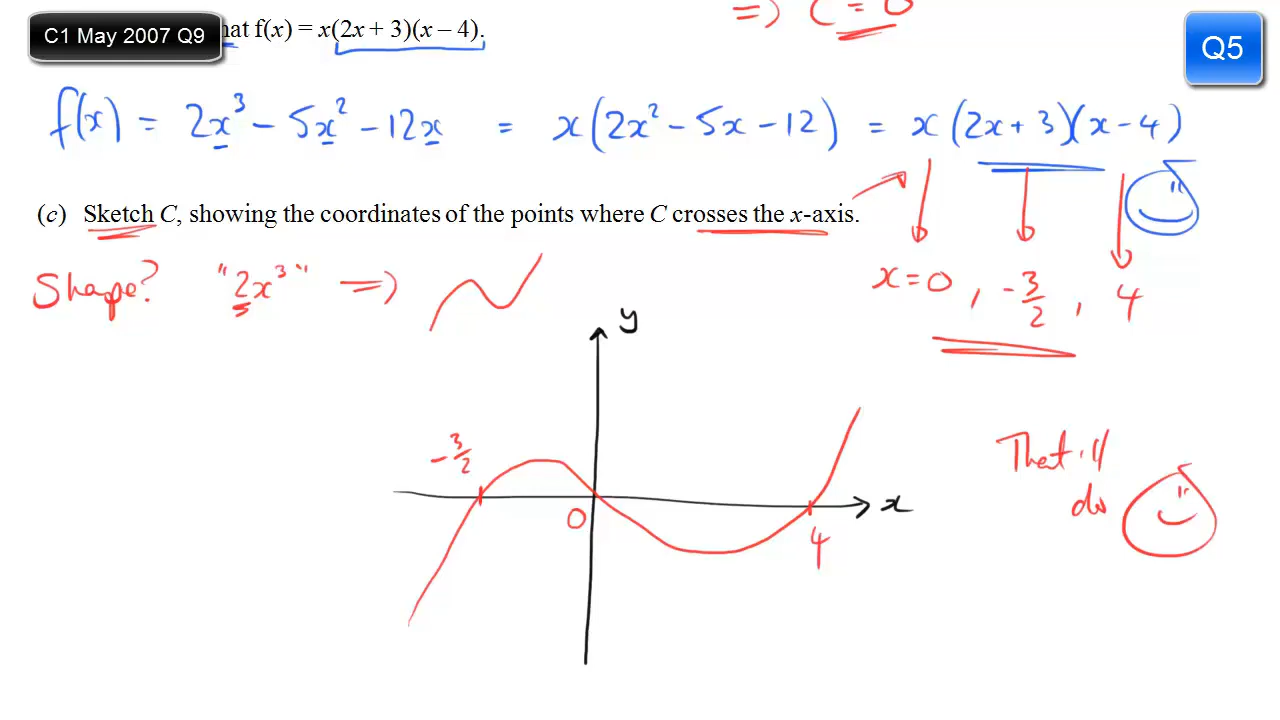 => C = 0
C1 May 2007 Q9
hat f(x) = x(2x + 3)(x – 4).
Q5
f(x) = 2x³ - 5x² - 12x = x(2x² - 5x - 12) = x(2x + 3)(x - 4)
(c) Sketch C, showing the coordinates of the points where C crosses the x-axis.
Shape? "2x³" =>
x = 0, -3/2, 4
y
-3/2
That'll
do
x
0
4